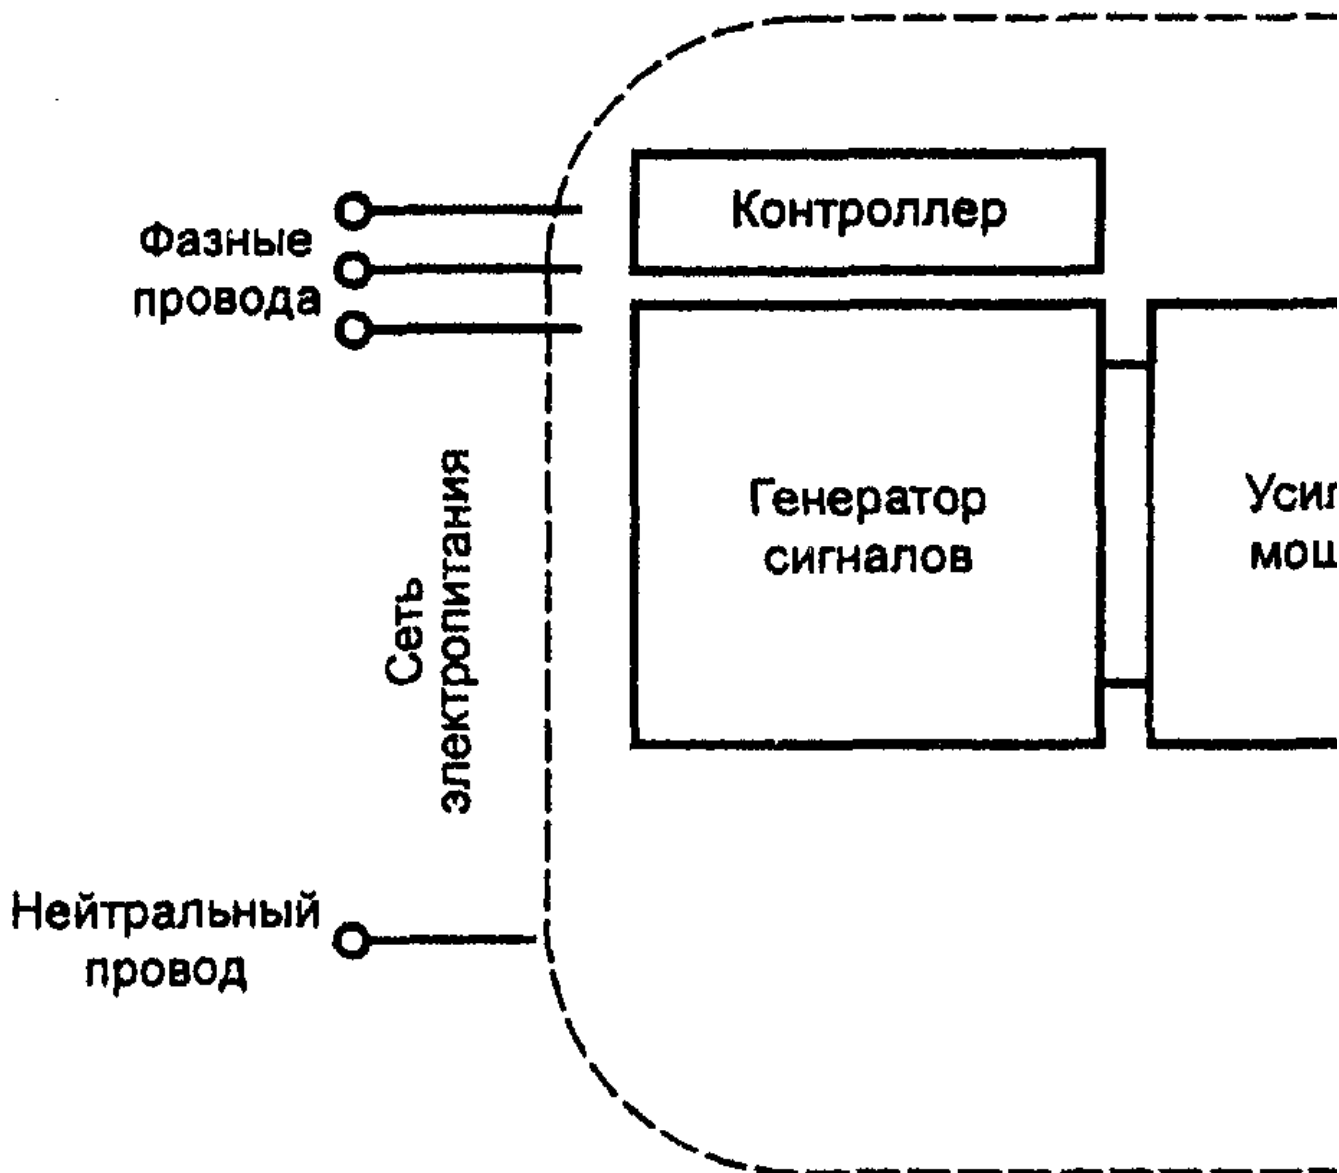 Контроллер
Фазные
провода
Генератор
сигналов
Сеть
электропитания
Нейтральный
провод